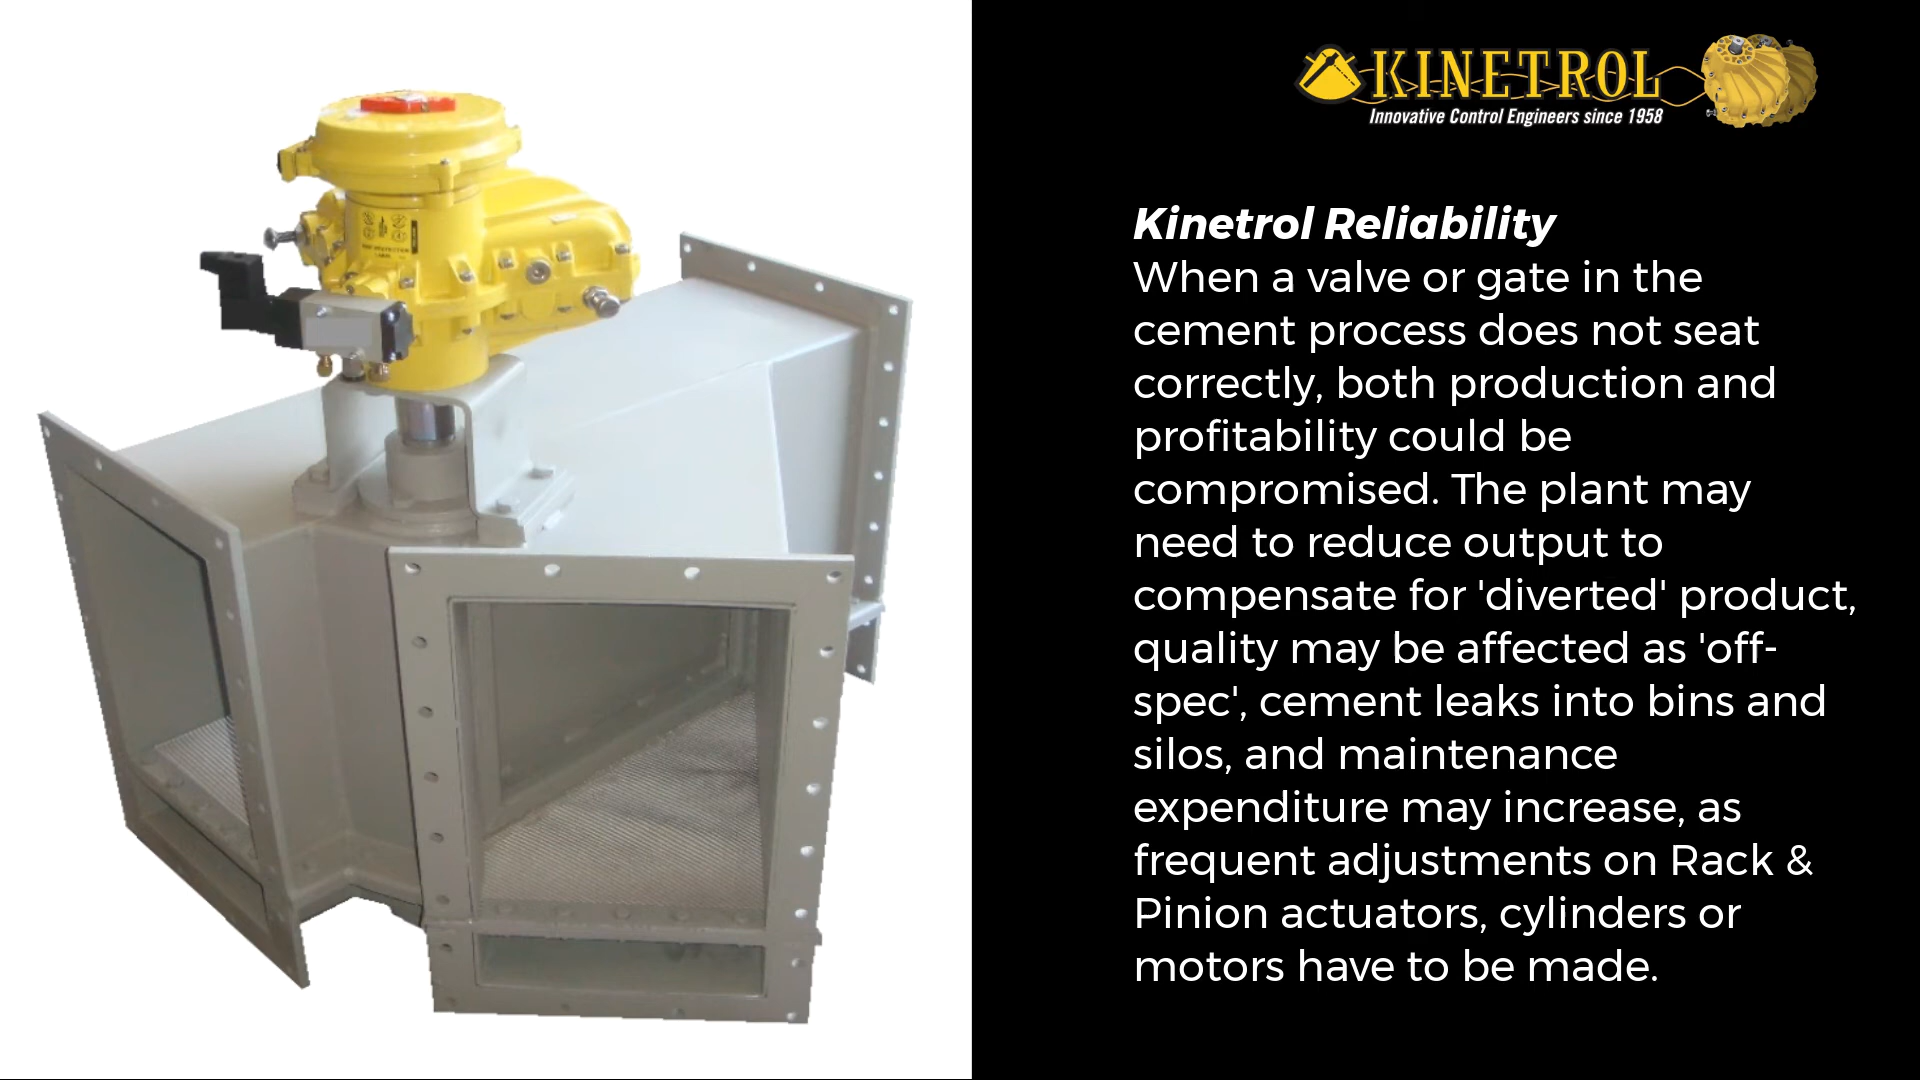 KINETROL
Innovative Control Engineers since 1958
Kinetrol Reliability
When a valve or gate in the
cement process does not seat
correctly, both production and
profitability could be
compromised. The plant may
need to reduce output to
compensate for 'diverted' product,
quality may be affected as 'off-
spec', cement leaks into bins and
silos, and maintenance
expenditure may increase, as
frequent adjustments on Rack &
Pinion actuators, cylinders or
motors have to be made.